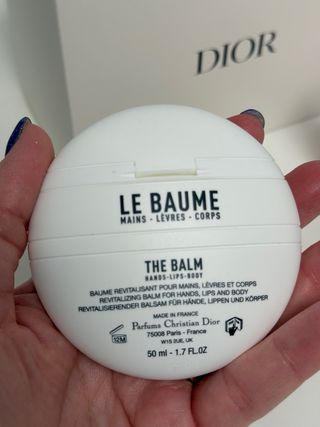 DIOR
LE BAUME
MAINS - LÈVRES - CORPS
THE BALM
HANDS-LIPS-BODY
BAUME REVITALISANT POUR MAINS, LÈVRES ET CORPS
REVITALIZING BALM FOR HANDS, LIPS AND BODY
REVITALISIERENDER BALSAM FÜR HÄNDE, LIPPEN UND KÖRPER
MADE IN FRANCE
Parfums Christian Dior
75008 Paris - France
W1S 2UE, UK
12M
50 ml - 1.7 FL.OZ